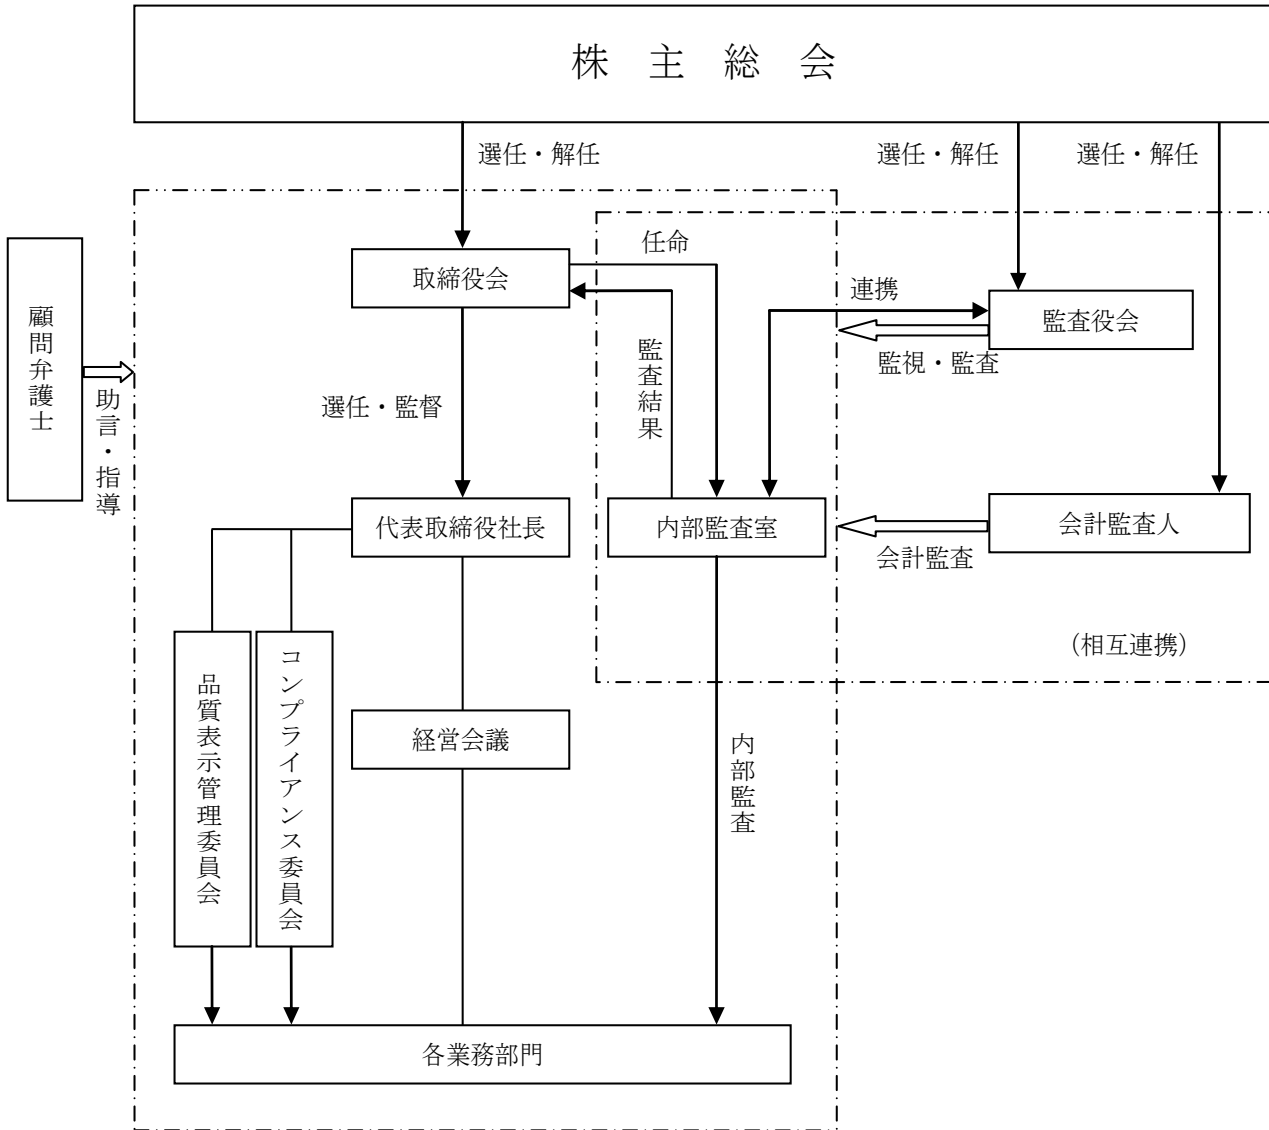 株主総会
選任・解任
選任・解任
選任・解任
顧問弁護士
助言・指導
取締役会
任命
監査結果
連携
監査役会
監視・監査
選任・監督
代表取締役社長
内部監査室
会計監査人
会計監査
(相互連携)
品質表示管理委員会
コンプライアンス委員会
経営会議
内部監査
各業務部門